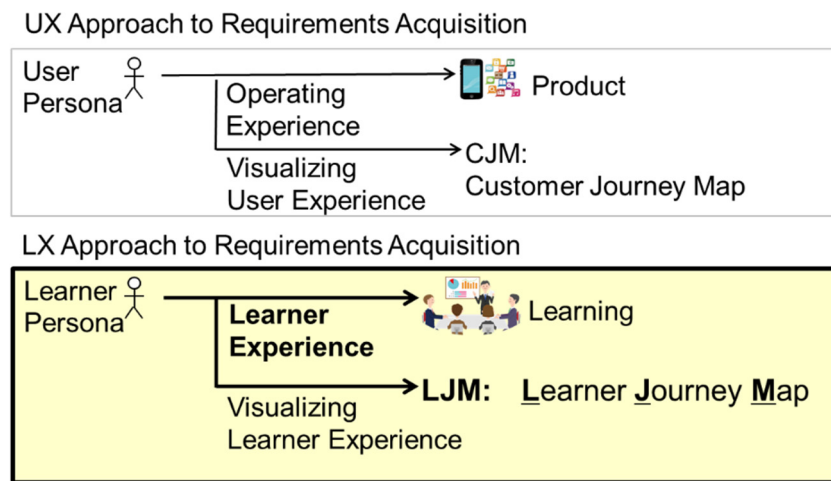 UX Approach to Requirements Acquisition
User
Persona
Operating
Experience
Product
Visualizing
User Experience
CJM:
Customer Journey Map
LX Approach to Requirements Acquisition
Learner
Persona
Learner
Experience
Learning
Visualizing
Learner Experience
LJM: Learner Journey Map